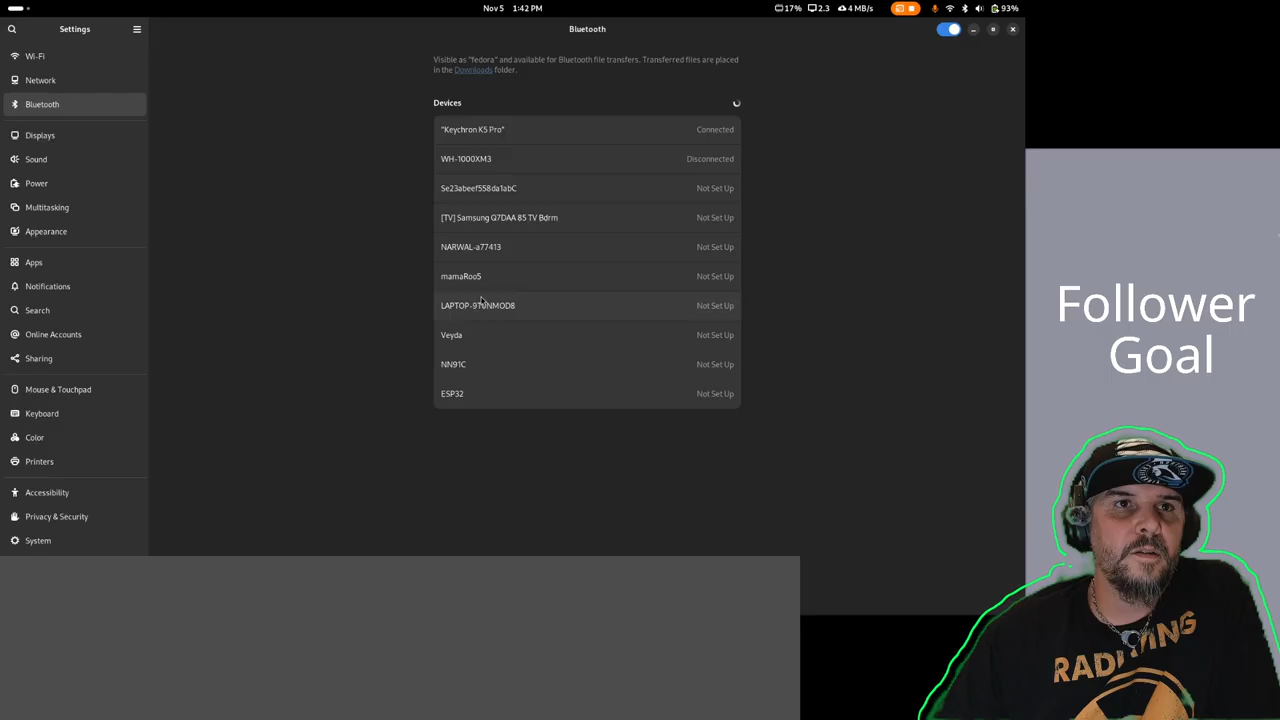 Nov 5 1:42 PM
17% 2.3 4 MB/s 93%
Settings
Bluetooth
Wi-Fi
Network
Bluetooth
Displays
Sound
Power
Multitasking
Appearance
Apps
Notifications
Search
Online Accounts
Sharing
Mouse & Touchpad
Keyboard
Color
Printers
Accessibility
Privacy & Security
System
Visible as "fedora" and available for Bluetooth file transfers. Transferred files are placed
in the Downloads folder.
Devices
"Keychron K5 Pro" Connected
WH-1000XM3 Disconnected
Se23abeef558da1abC Not Set Up
[TV] Samsung Q7DAA 85 TV Bdrm Not Set Up
NARWAL-a77413 Not Set Up
mamaRoo5 Not Set Up
Not Set Up
Veyda Not Set Up
NN91C Not Set Up
ESP32 Not Set Up
Follower
Goal